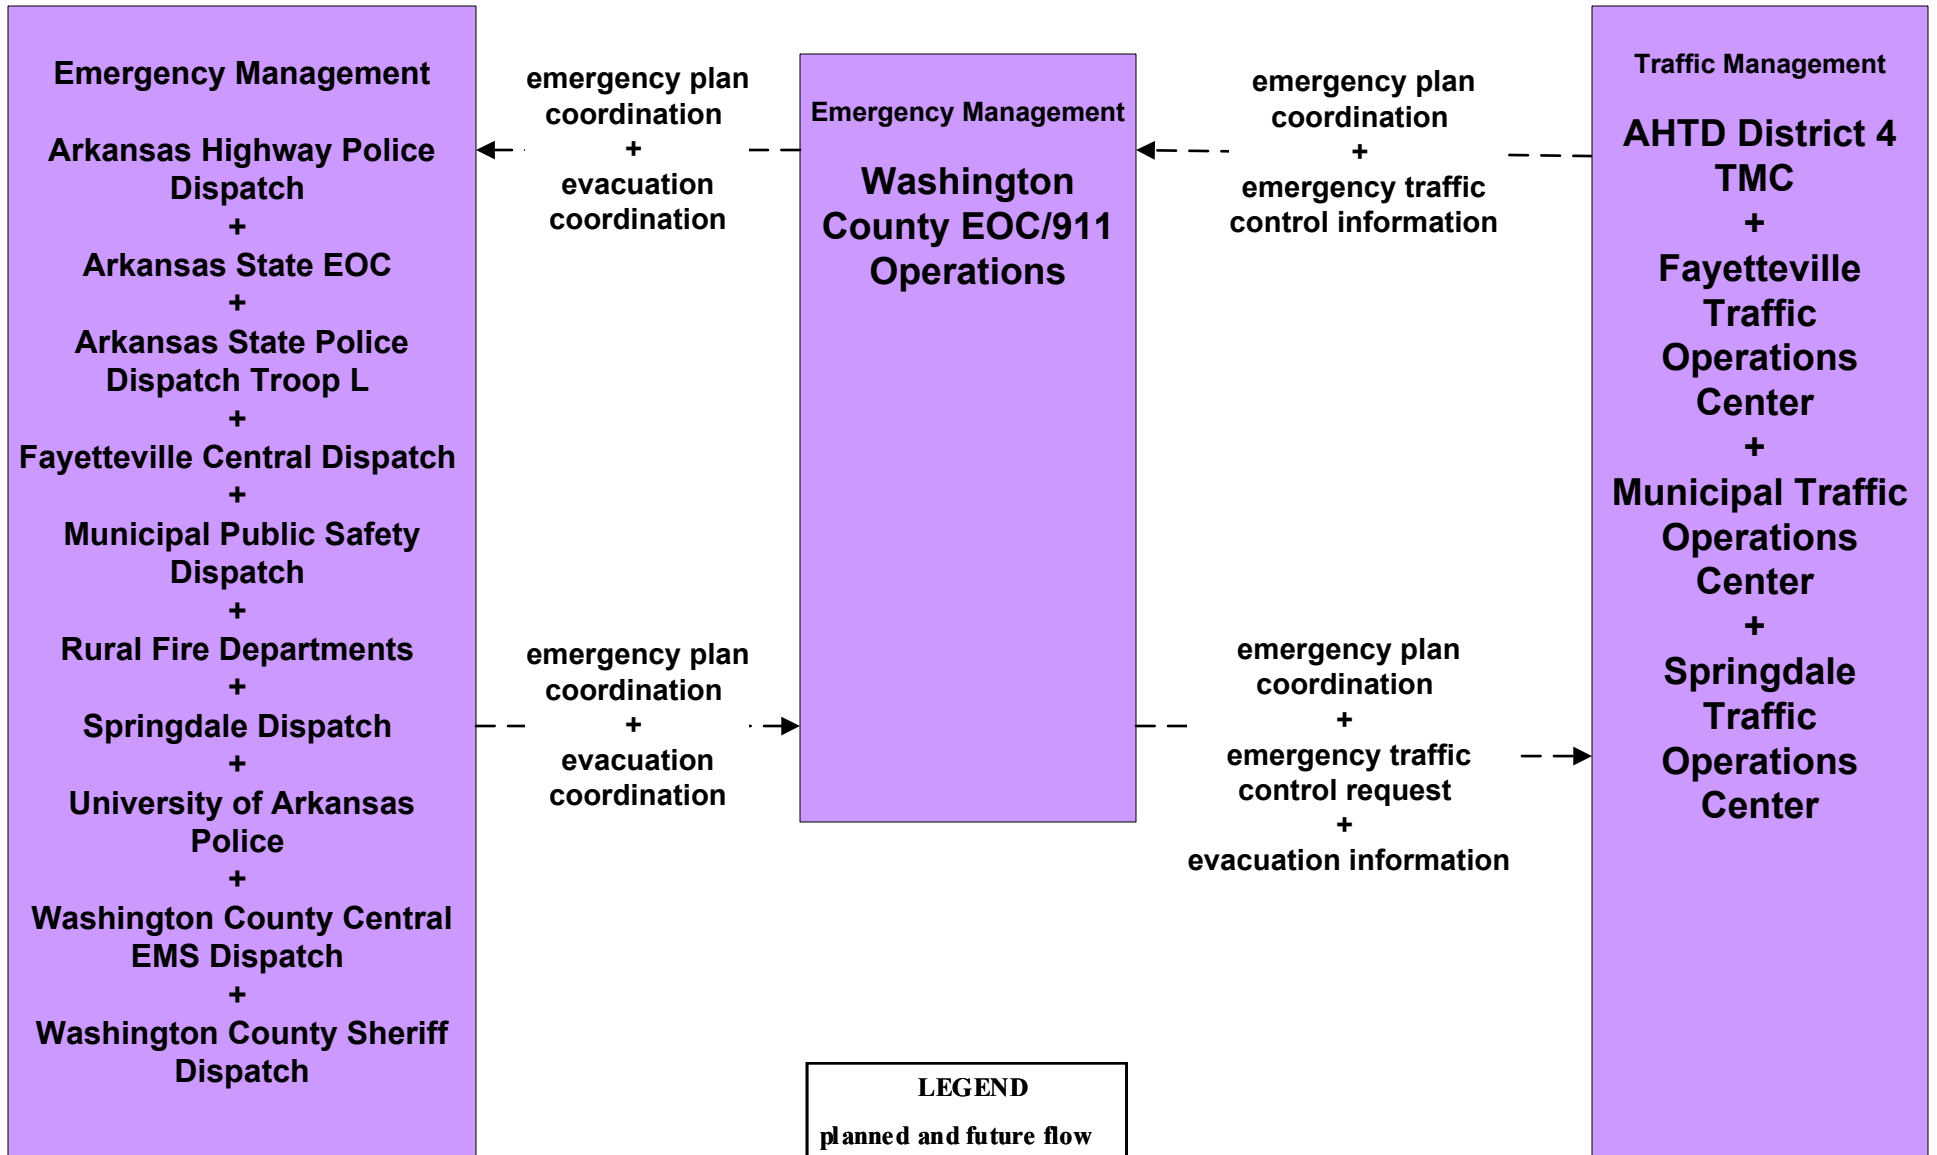 Emergency Management
Arkansas Highway Police
Dispatch
+
Arkansas State EOC
+
Arkansas State Police
Dispatch Troop L
+
Fayetteville Central Dispatch
+
Municipal Public Safety
Dispatch
+
Rural Fire Departments
+
Springdale Dispatch
+
University of Arkansas
Police
+
Washington County Central
EMS Dispatch
+
Washington County Sheriff
Dispatch
emergency plan
coordination
+
evacuation
coordination
emergency plan
coordination
+
evacuation
coordination
Emergency Management
Washington
County EOC/911
Operations
emergency plan
coordination
+
emergency traffic
control information
emergency plan
coordination
+
emergency traffic
control request
+
evacuation information
Traffic Management
AHTD District 4
TMC
+
Fayetteville
Traffic
Operations
Center
+
Municipal Traffic
Operations
Center
+
Springdale
Traffic
Operations
Center
LEGEND
planned and future flow